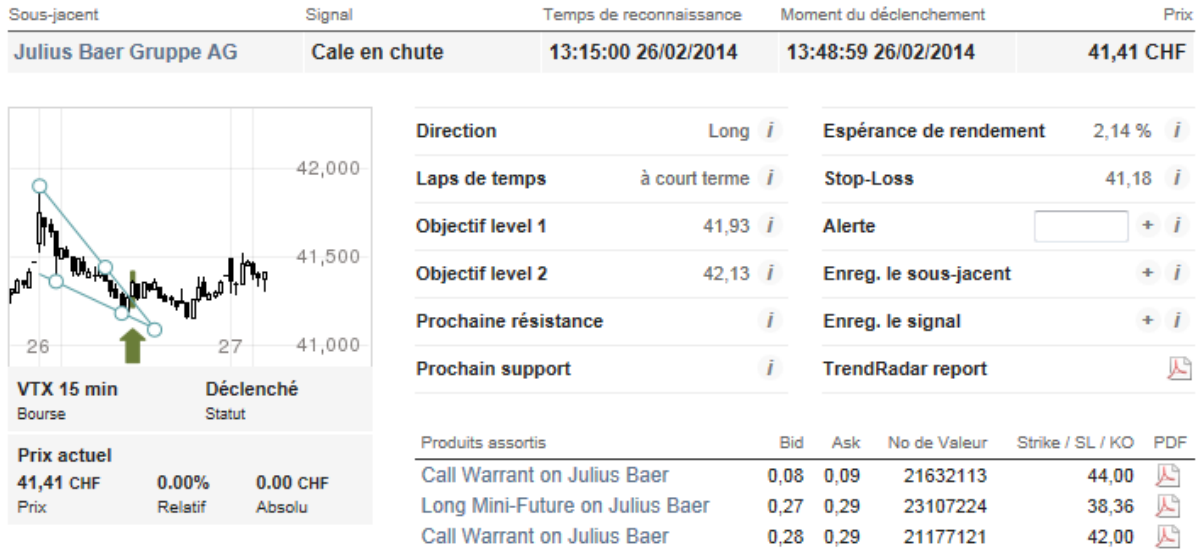 Sous-jacent Signal Temps de reconnaissance Moment du déclenchement Prix
Julius Baer Gruppe AG Cale en chute 13:15:00 26/02/2014 13:48:59 26/02/2014 41,41 CHF
42,000
41,500
41,000
26 27
VTX 15 min Déclenché
Bourse Statut
Prix actuel
41,41 CHF 0.00% 0.00 CHF
Prix Relatif Absolu
Direction Long i
Laps de temps à court terme i
Objectif level 1 41,93 i
Objectif level 2 42,13 i
Prochaine résistance i
Prochain support i
Espérance de rendement 2,14 % i
Stop-Loss 41,18 i
Alerte + i
Enreg. le sous-jacent + i
Enreg. le signal + i
TrendRadar report
Produits assortis Bid Ask No de Valeur Strike / SL / KO PDF
Call Warrant on Julius Baer 0,08 0,09 21632113 44,00
Long Mini-Future on Julius Baer 0,27 0,29 23107224 38,36
Call Warrant on Julius Baer 0,28 0,29 21177121 42,00